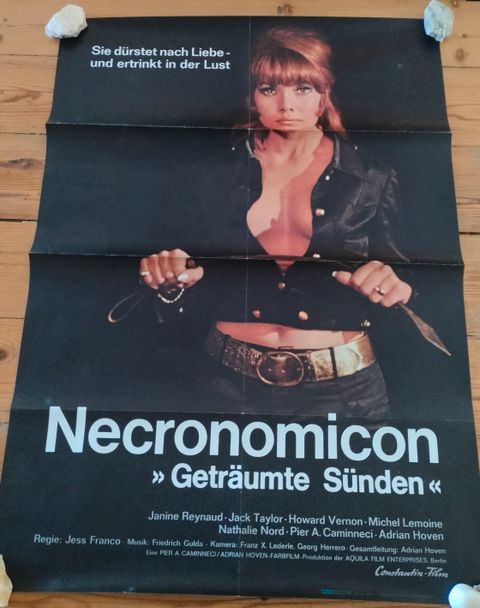 Sie dürstet nach Liebe -
und ertrinkt in der Lust
Necronomicon
»Geträumte Sünden«
Janine Reynaud · Jack Taylor · Howard Vernon · Michel Lemoine
Nathalie Nord · Pier A. Caminneci · Adrian Hoven
Regie: Jess Franco · Musik: Friedrich Gulda · Kamera: Franz X. Lederle, Georg Herrero · Gesamtleitung: Adrian Hoven
Eine PIER A. CAMINNECI/ADRIAN HOVEN-FARBFILM-Produktion der AQUILA FILM ENTERPRISES, Berlin
Constantin-Film